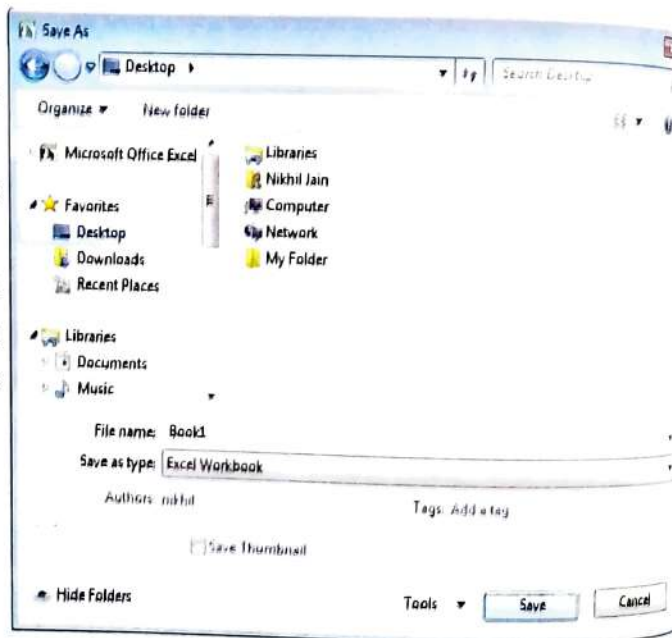 Save As
Desktop
Search Desktop
Organize
New folder
Microsoft Office Excel
Favorites
Desktop
Downloads
Recent Places
Libraries
Documents
Music
Libraries
Nikhil Jain
Computer
Network
My Folder
File name: Book1
Save as type: Excel Workbook
Authors: nikhil
Tags: Add a tag
Save Thumbnail
Hide Folders
Tools
Save
Cancel